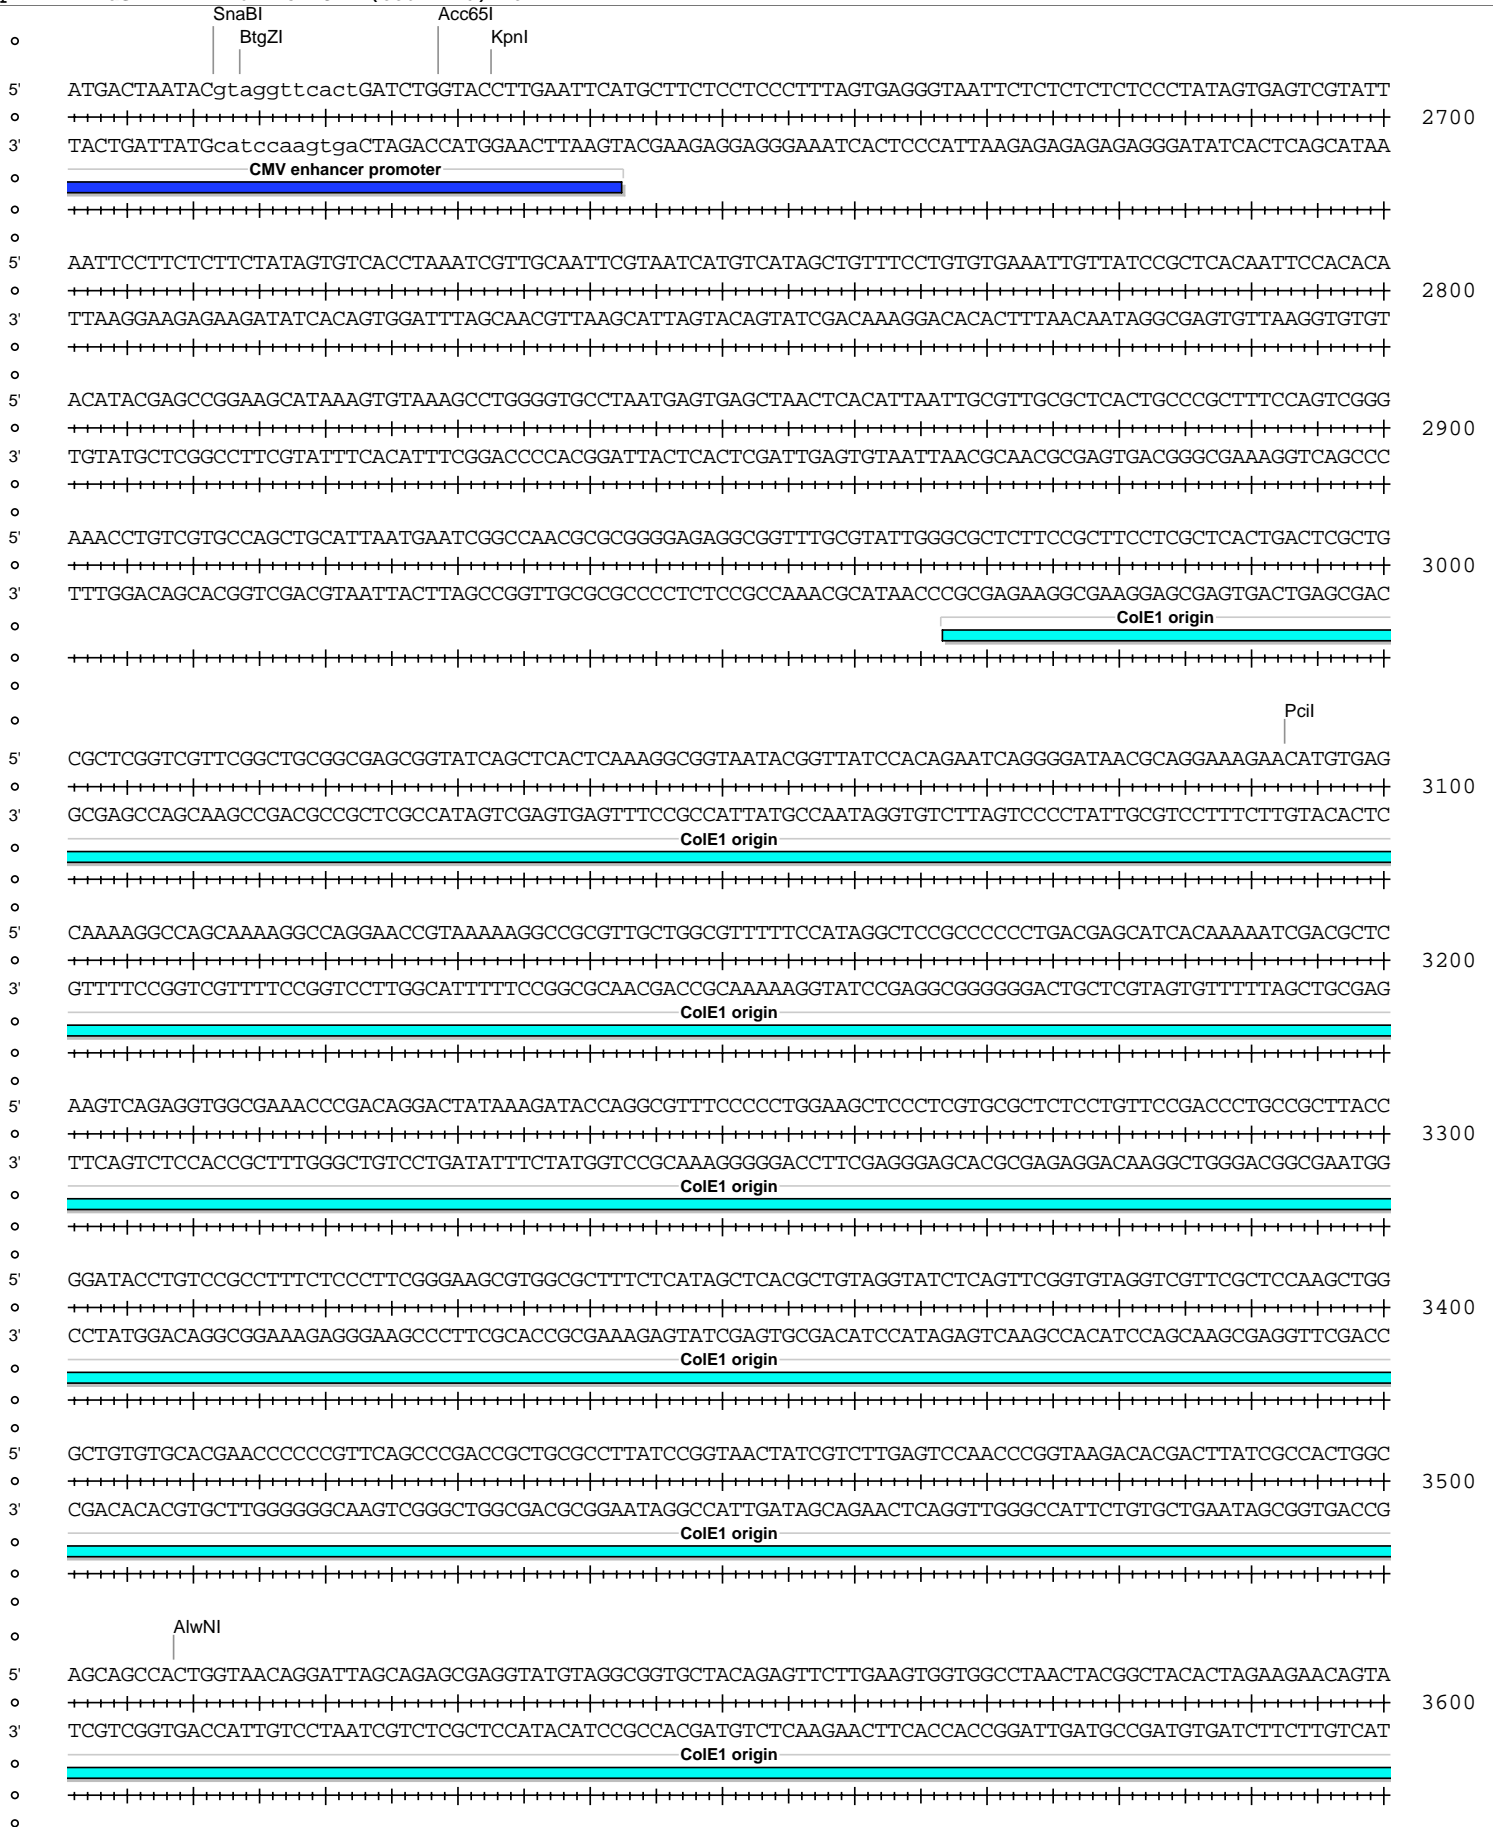 SnaBI Acc65I
BtgZI KpnI
5' ATGACTAATACGtaggttcactGATCTGGTACCTTGAATTCATGCTTCTCCTCCCTTTAGTGAGGGTAATTCTCTCTCTCTCCCTATAGTGAGTCGTATT
2700
3' TACTGATTATGcatccaagtgaCTAGACCATGGAACTTAAGTACGAAGAGGAGGGAAATCACTCCCATTAAGAGAGAGAGAGGGATATCACTCAGCATAA
CMV enhancer promoter
5' AATTCCTTCTCTTCTATAGTGTCACCTAAATCGTTGCAATTCGTAATCATGTCATAGCTGTTTCCTGTGTGAAATTGTTATCCGCTCACAATTCCACACA
2800
3' TTAAGGAAGAGAAGATATCACAGTGGATTTAGCAACGTTAAGCATTAGTACAGTATCGACAAAGGACACACTTTAACAATAGGCGAGTGTTAAGGTGTGT
5' ACATACGAGCCGGAAGCATAAAGTGTAAAGCCTGGGGTGCCTAATGAGTGAGCTAACTCACATTAATTGCGTTGCGCTCACTGCCCGCTTTCCAGTCGGG
2900
3' TGTATGCTCGGCCTTCGTATTTCACATTTCGGACCCCACGGATTACTCACTCGATTGAGTGTAATTAACGCAACGCGAGTGACGGGCGAAAGGTCAGCCC
5' AAACCTGTCGTGCCAGCTGCATTAATGAATCGGCCAACGCGCGGGGAGAGGCGGTTTGCGTATTGGGCGCTCTTCCGCTTCCTCGCTCACTGACTCGCTG
3000
3' TTTGGACAGCACGGTCGACGTAATTACTTAGCCGGTTGCGCGCCCCTCTCCGCCAAACGCATAACCCGCGAGAAGGCGAAGGAGCGAGTGACTGAGCGAC
ColE1 origin
PciI
5' CGCTCGGTCGTTCGGCTGCGGCGAGCGGTATCAGCTCACTCAAAGGCGGTAATACGGTTATCCACAGAATCAGGGGATAACGCAGGAAAGAACATGTGAG
3100
3' GCGAGCCAGCAAGCCGACGCCGCTCGCCATAGTCGAGTGAGTTTCCGCCATTATGCCAATAGGTGTCTTAGTCCCCTATTGCGTCCTTTCTTGTACACTC
ColE1 origin
5' CAAAAGGCCAGCAAAAGGCCAGGAACCGTAAAAAGGCCGCGTTGCTGGCGTTTTTCCATAGGCTCCGCCCCCCTGACGAGCATCACAAAAATCGACGCTC
3200
3' GTTTTCCGGTCGTTTTCCGGTCCTTGGCATTTTTCCGGCGCAACGACCGCAAAAAGGTATCCGAGGCGGGGGGACTGCTCGTAGTGTTTTTAGCTGCGAG
ColE1 origin
5' AAGTCAGAGGTGGCGAAACCCGACAGGACTATAAAGATACCAGGCGTTTCCCCCTGGAAGCTCCCTCGTGCGCTCTCCTGTTCCGACCCTGCCGCTTACC
3300
3' TTCAGTCTCCACCGCTTTGGGCTGTCCTGATATTTCTATGGTCCGCAAAGGGGGACCTTCGAGGGAGCACGCGAGAGGACAAGGCTGGGACGGCGAATGG
ColE1 origin
5' GGATACCTGTCCGCCTTTCTCCCTTCGGGAAGCGTGGCGCTTTCTCATAGCTCACGCTGTAGGTATCTCAGTTCGGTGTAGGTCGTTCGCTCCAAGCTGG
3400
3' CCTATGGACAGGCGGAAAGAGGGAAGCCCTTCGCACCGCGAAAGAGTATCGAGTGCGACATCCATAGAGTCAAGCCACATCCAGCAAGCGAGGTTCGACC
ColE1 origin
5' GCTGTGTGCACGAACCCCCCGTTCAGCCCGACCGCTGCGCCTTATCCGGTAACTATCGTCTTGAGTCCAACCCGGTAAGACACGACTTATCGCCACTGGC
3500
3' CGACACACGTGCTTGGGGGGCAAGTCGGGCTGGCGACGCGGAATAGGCCATTGATAGCAGAACTCAGGTTGGGCCATTCTGTGCTGAATAGCGGTGACCG
ColE1 origin
AlwNI
5' AGCAGCCACTGGTAACAGGATTAGCAGAGCGAGGTATGTAGGCGGTGCTACAGAGTTCTTGAAGTGGTGGCCTAACTACGGCTACACTAGAAGAACAGTA
3600
3' TCGTCGGTGACCATTGTCCTAATCGTCTCGCTCCATACATCCGCCACGATGTCTCAAGAACTTCACCACCGGATTGATGCCGATGTGATCTTCTTGTCAT
ColE1 origin